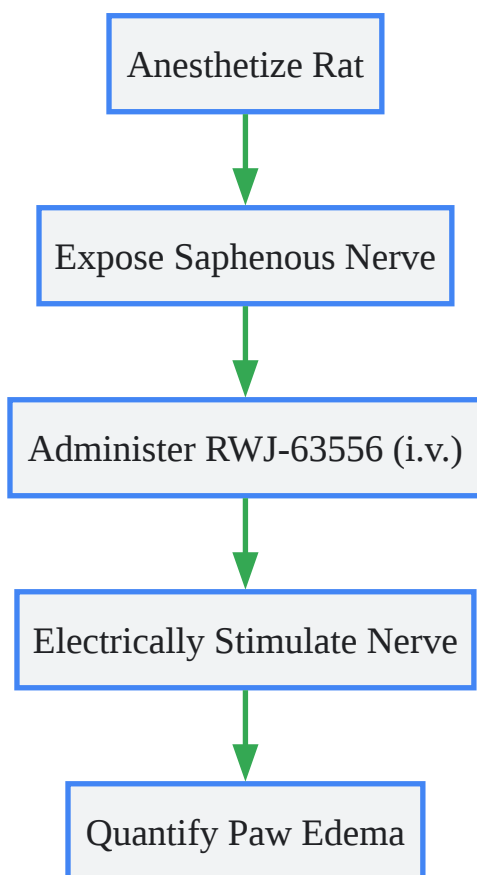 Anesthetize Rat
Expose Saphenous Nerve
Administer RWJ-63556 (i.v.)
Electrically Stimulate Nerve
Quantify Paw Edema